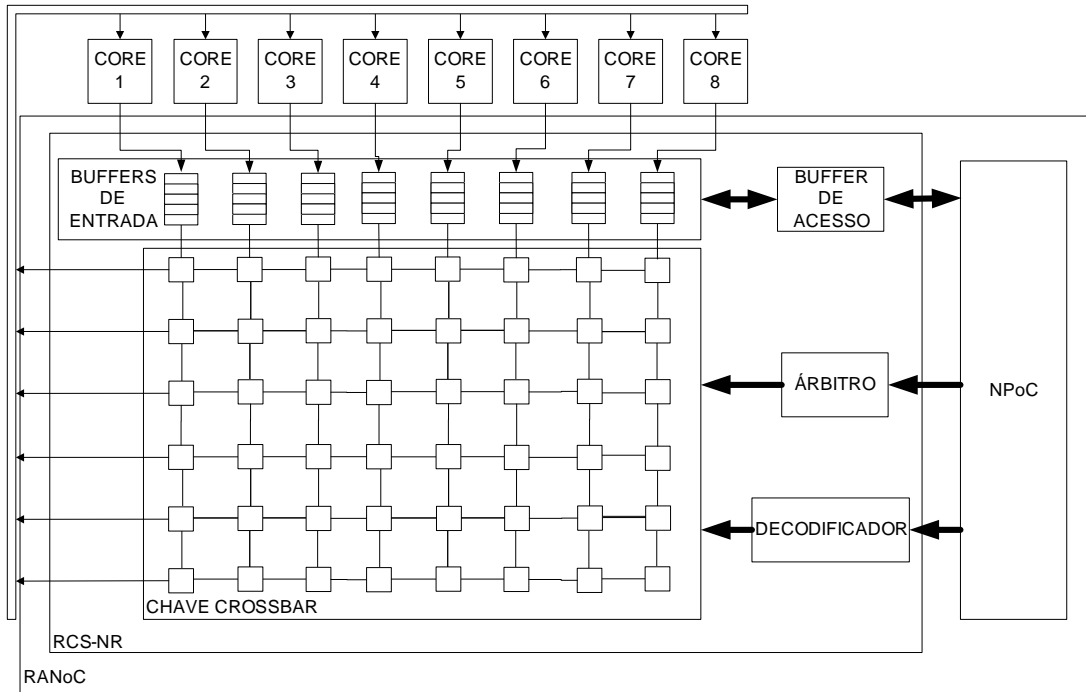 CORE
1
CORE
2
CORE
3
CORE
4
CORE
5
CORE
6
CORE
7
CORE
8
BUFFERS
DE
ENTRADA
BUFFER
DE
ACESSO
ÁRBITRO
NPoC
DECODIFICADOR
CHAVE CROSSBAR
RCS-NR
RANoC